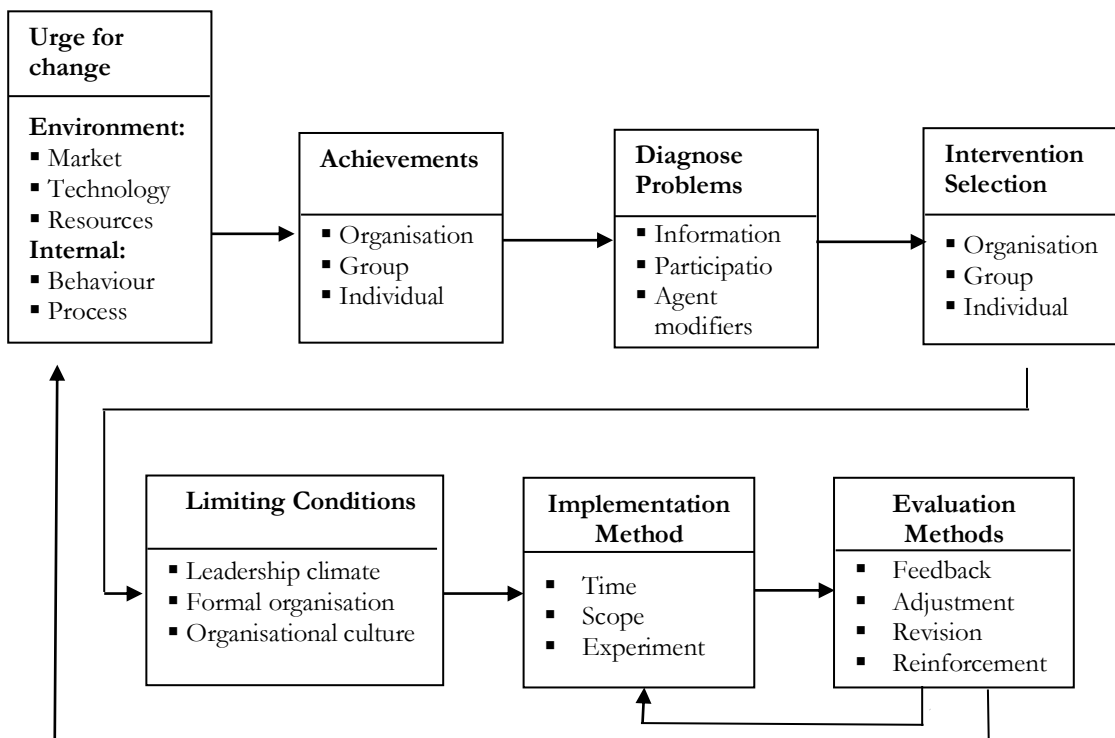 Urge for
change
Environment:
▪ Market
▪ Technology
▪ Resources
Internal:
▪ Behaviour
▪ Process
Achievements
▪ Organisation
▪ Group
▪ Individual
Diagnose
Problems
▪ Information
▪ Participatio
▪ Agent
modifiers
Intervention
Selection
▪ Organisation
▪ Group
▪ Individual
Limiting Conditions
▪ Leadership climate
▪ Formal organisation
▪ Organisational culture
Implementation
Method
▪ Time
▪ Scope
▪ Experiment
Evaluation
Methods
▪ Feedback
▪ Adjustment
▪ Revision
▪ Reinforcement